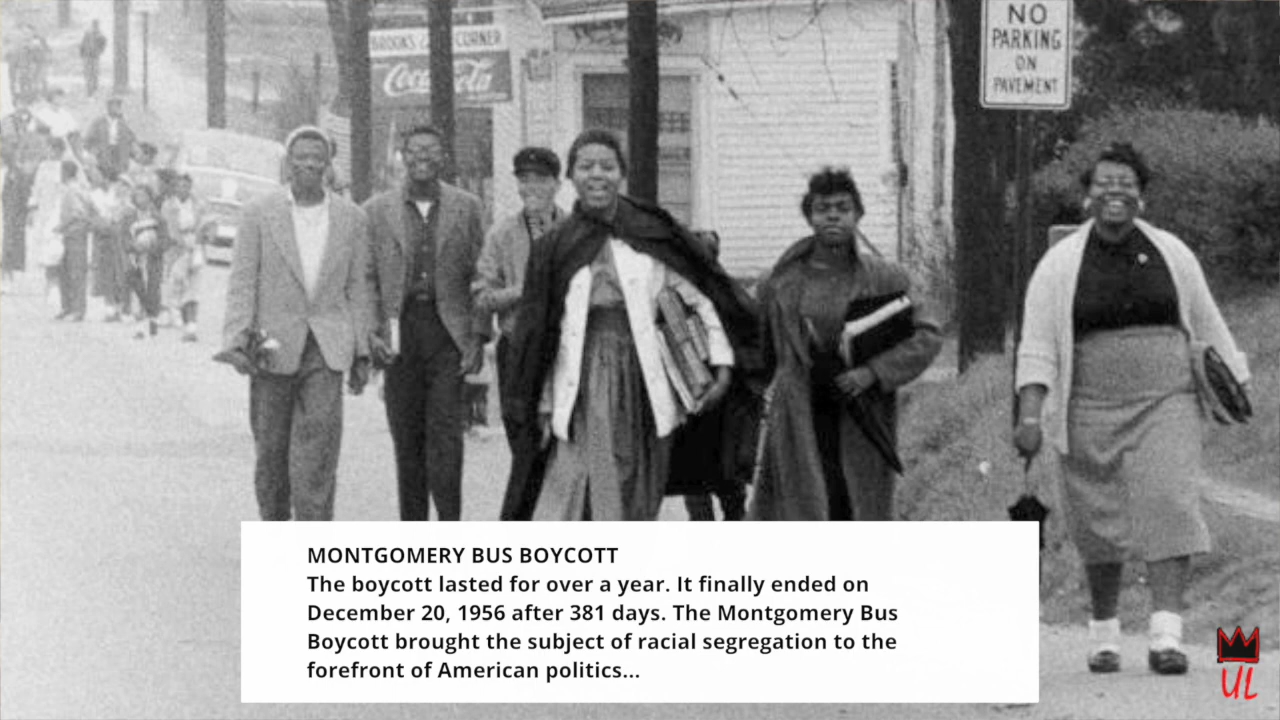 BROOKS CORNER
Coca-Cola
NO
PARKING
ON
PAVEMENT
MONTGOMERY BUS BOYCOTT
The boycott lasted for over a year. It finally ended on
December 20, 1956 after 381 days. The Montgomery Bus
Boycott brought the subject of racial segregation to the
forefront of American politics...
UL